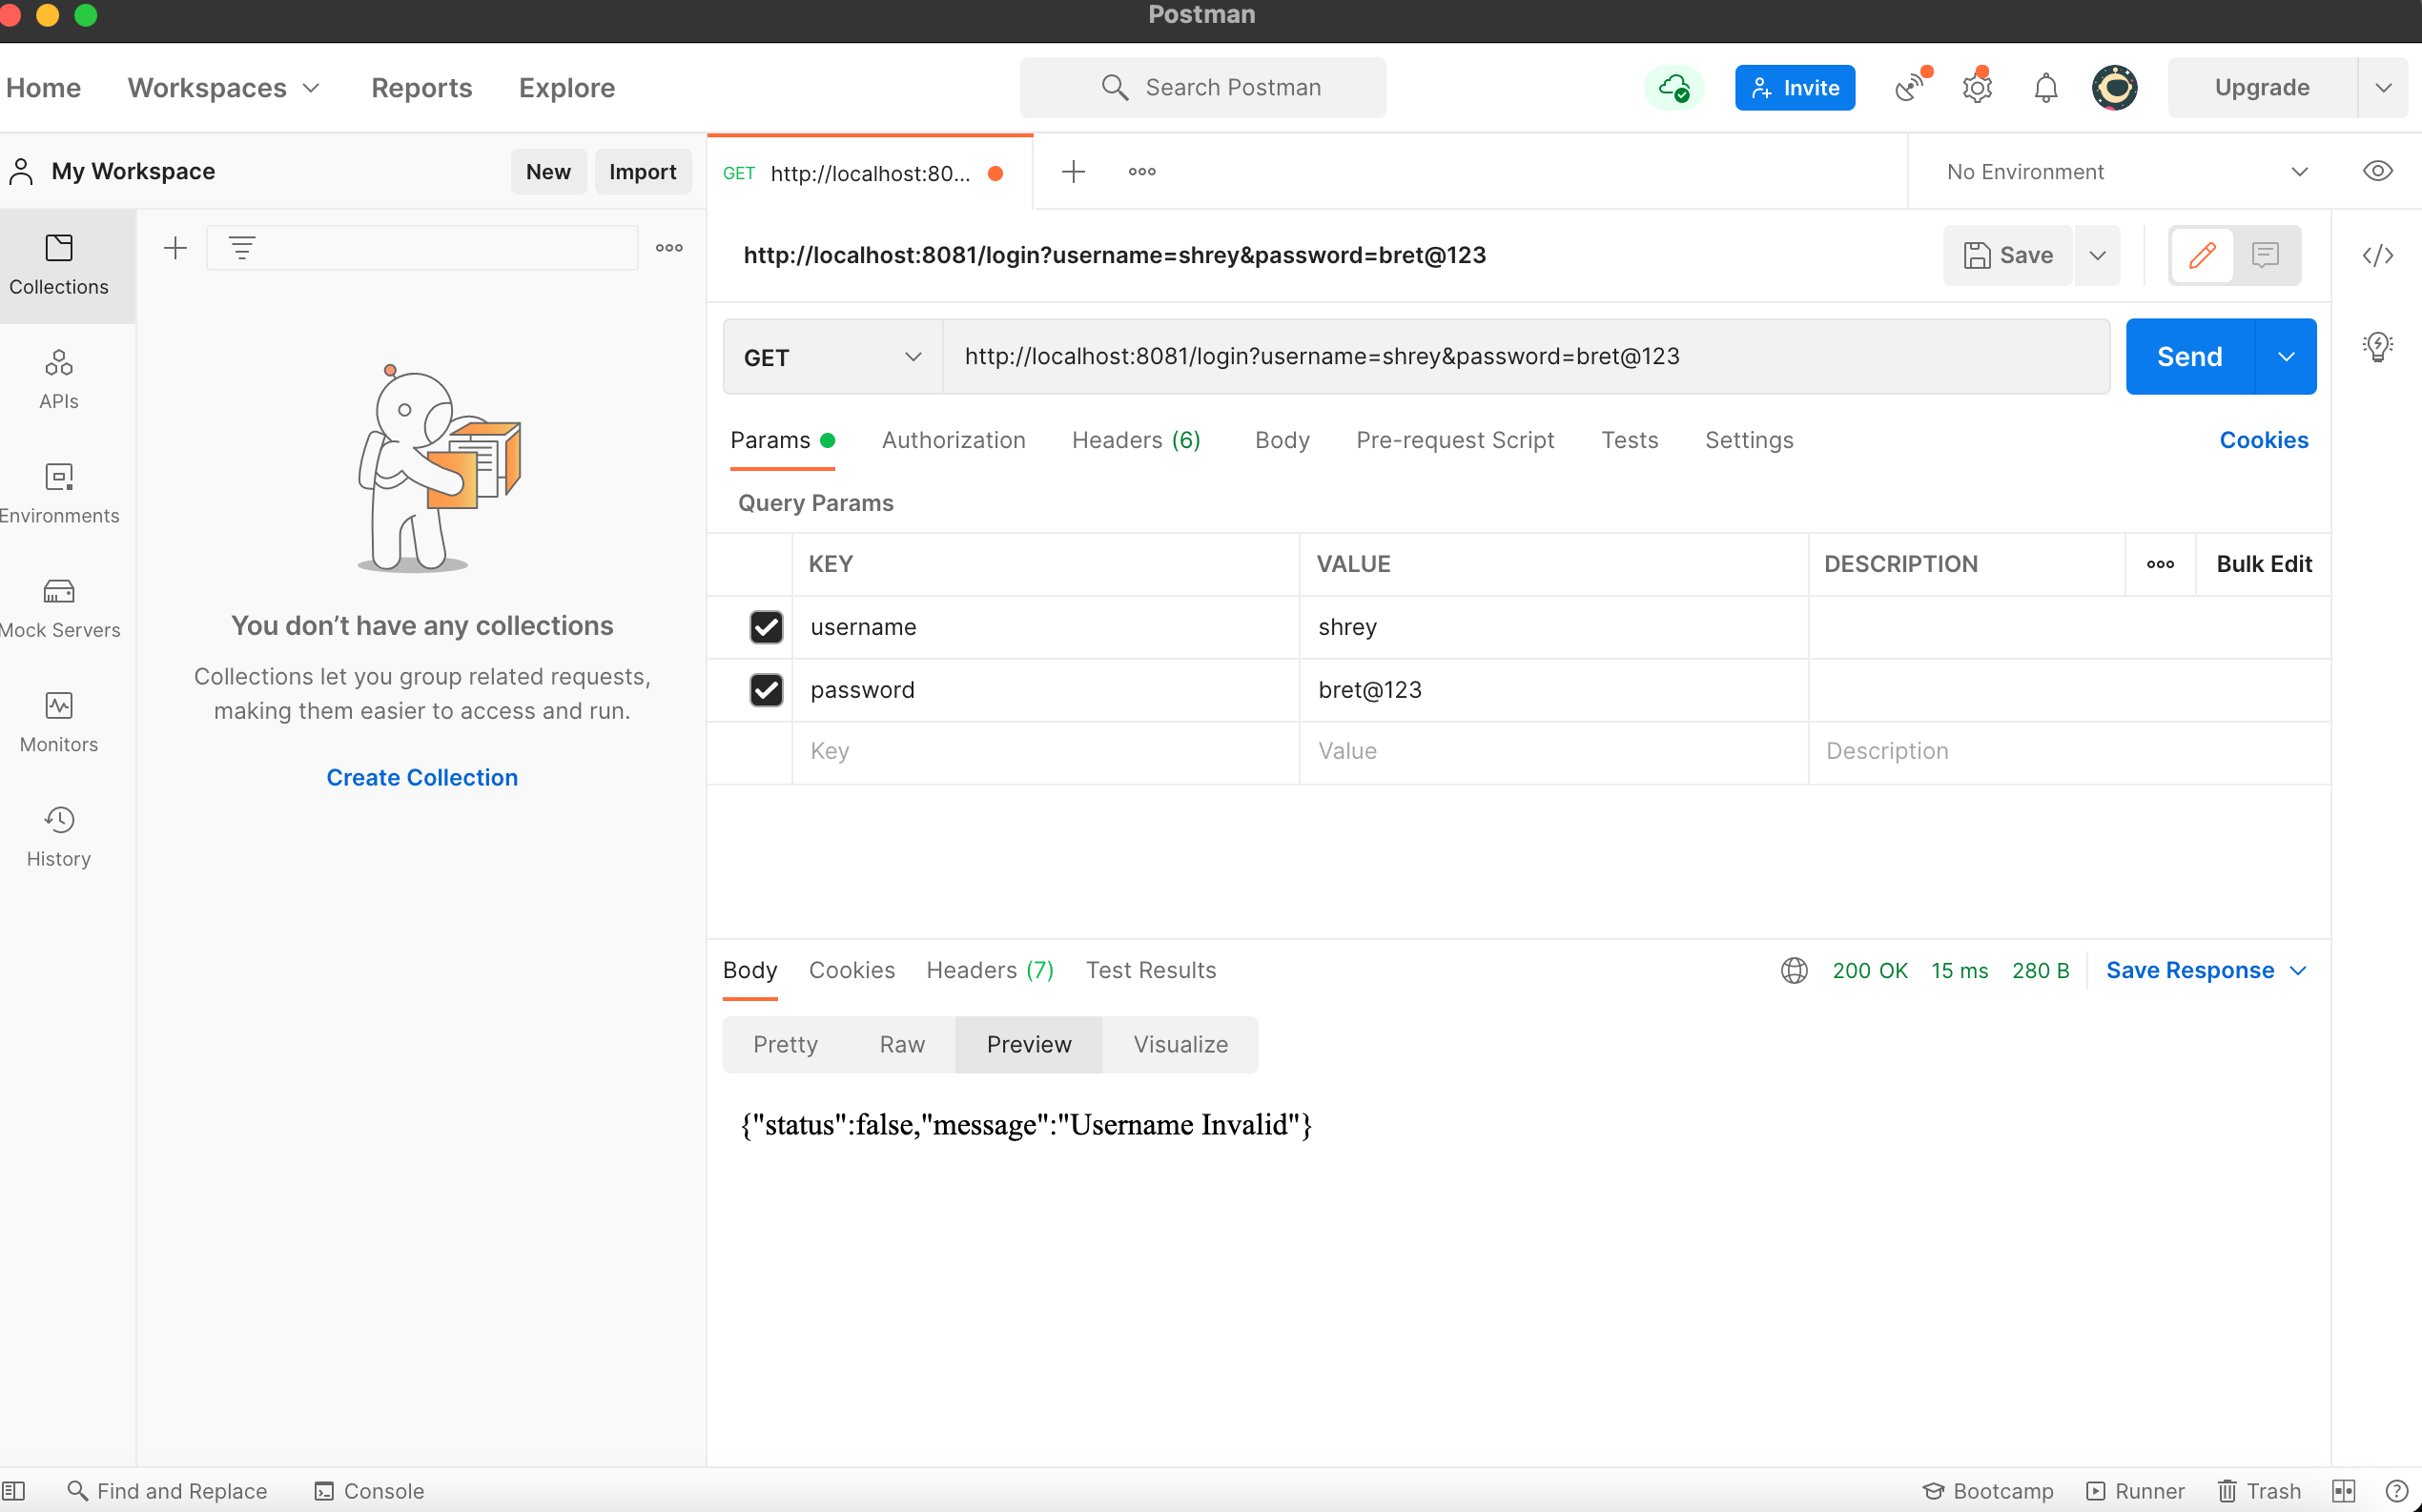 Postman
Home Workspaces Reports Explore Search Postman Invite Upgrade
My Workspace New Import GET http://localhost:80... No Environment
Collections
APIs
Environments
Mock Servers
Monitors
History
You don’t have any collections
Collections let you group related requests,
making them easier to access and run.
Create Collection
http://localhost:8081/login?username=shrey&password=bret@123 Save
GET http://localhost:8081/login?username=shrey&password=bret@123 Send
Params Authorization Headers (6) Body Pre-request Script Tests Settings Cookies
Query Params
KEY VALUE DESCRIPTION Bulk Edit
username shrey
password bret@123
Key Value Description
Body Cookies Headers (7) Test Results 200 OK 15 ms 280 B Save Response
Pretty Raw Preview Visualize
{"status":false,"message":"Username Invalid"}
Find and Replace Console Bootcamp Runner Trash